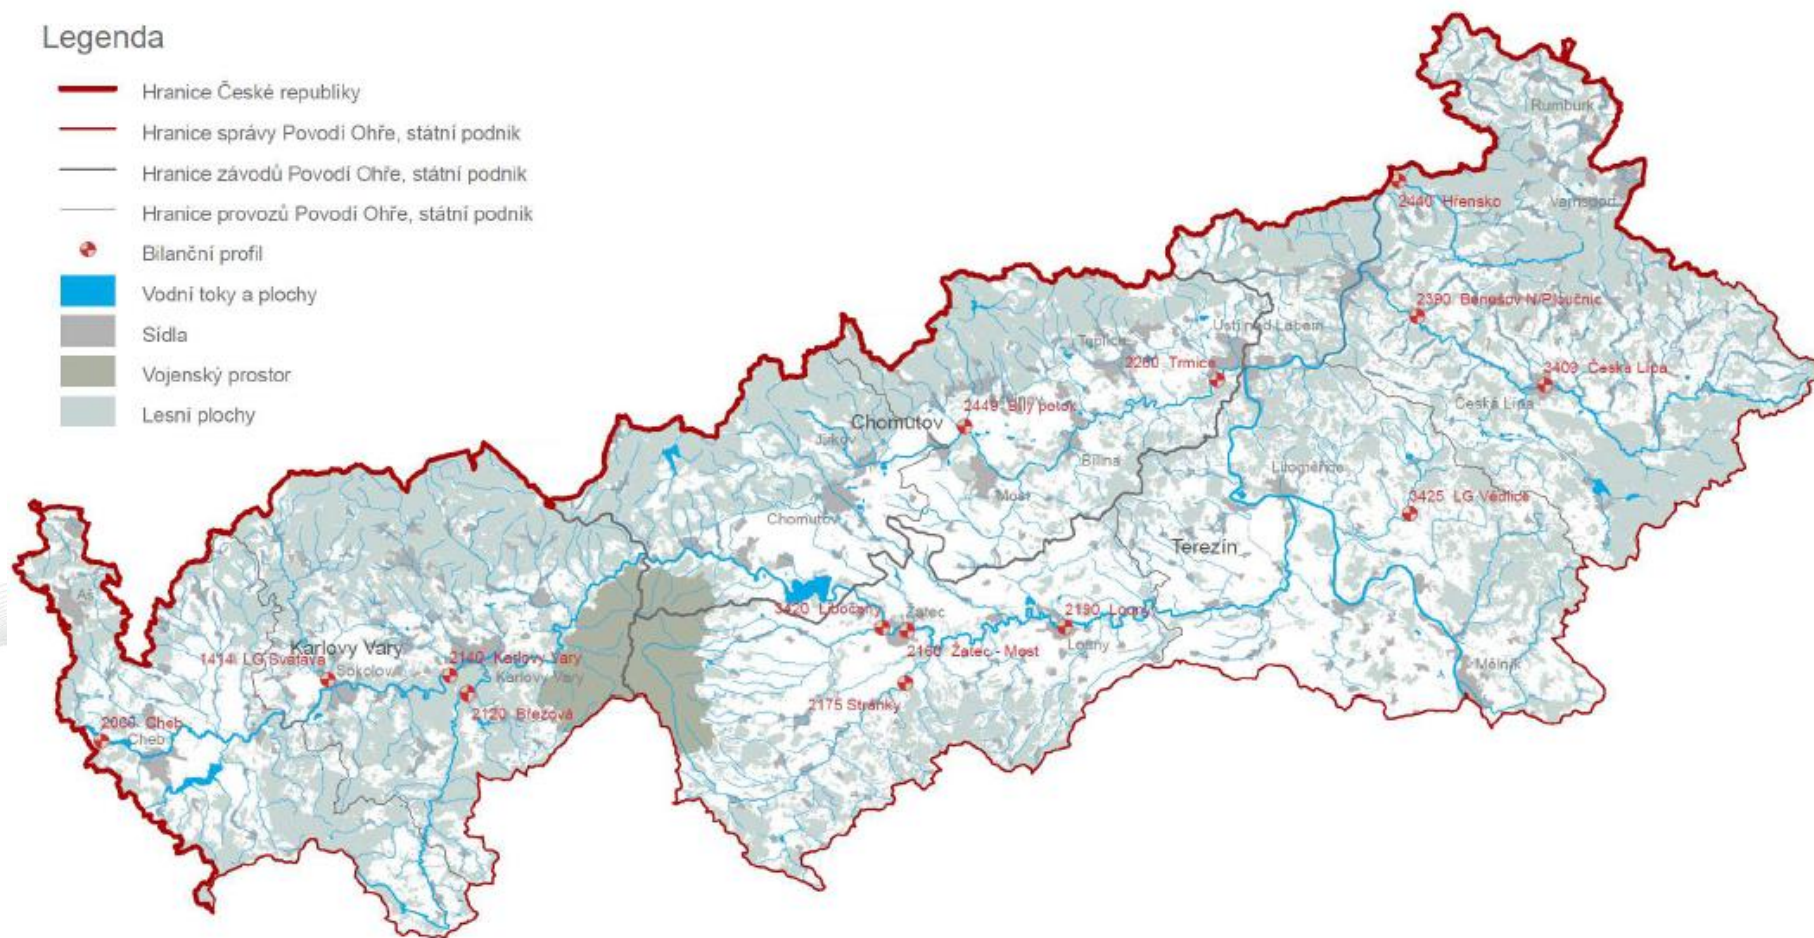 Legenda
Hranice České republiky
Hranice správy Povodí Ohře, státní podnik
Hranice závodů Povodí Ohře, státní podnik
Hranice provozů Povodí Ohře, státní podnik
Bilanční profil
Vodní toky a plochy
Sídla
Vojenský prostor
Lesní plochy
Rumburk
2440 Hřensko
Varnsdorf
2390 Benešov N/Ploučnic
Ústí nad Labem
Teplice
2260 Trmice
3409 Česká Lípa
Česká Lípa
2449 Bílý potok
Chomutov
Jirkov
Bílina
Litoměřice
Most
3425 LG Vědlice
Chomutov
Terezín
Aš
3420 Libočany
Žatec
2190 Louny
Louny
Karlovy Vary
2160 Žatec - Most
1414 LG Svatava
Sokolov
2140 Karlovy Vary
Karlovy Vary
Mělník
2175 Stránky
2120 Březová
Cheb